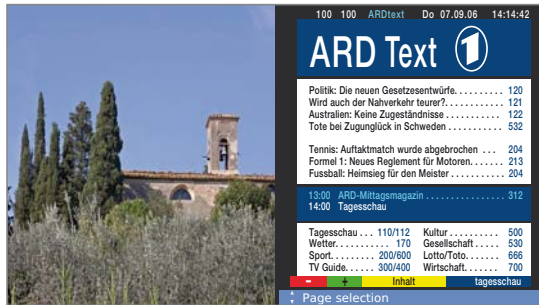 100 100 ARDtext Do 07.09.06 14:14:42
ARD Text 1
Politik: Die neuen Gesetzesentwürfe. . . . . . . . . . 120
Wird auch der Nahverkehr teurer?. . . . . . . . . . . . 121
Australien: Keine Zugeständnisse . . . . . . . . . . . . 122
Tote bei Zugunglück in Schweden . . . . . . . . . . . 532
Tennis: Auftaktmatch wurde abgebrochen . . . 204
Formel 1: Neues Reglement für Motoren. . . . . . . 213
Fussball: Heimsieg für den Meister . . . . . . . . . . . 204
13:00 ARD-Mittagsmagazin . . . . . . . . . . . . . . . . 312
14:00 Tagesschau
Tagesschau . . . 110/112 Kultur . . . . . . . . . . . 500
Wetter. . . . . . . . . . . 170 Gesellschaft . . . . . 530
Sport. . . . . . . . . 200/600 Lotto/Toto. . . . . . . 666
TV Guide. . . . . 300/400 Wirtschaft. . . . . . . 700
- + Inhalt tagesschau
Page selection